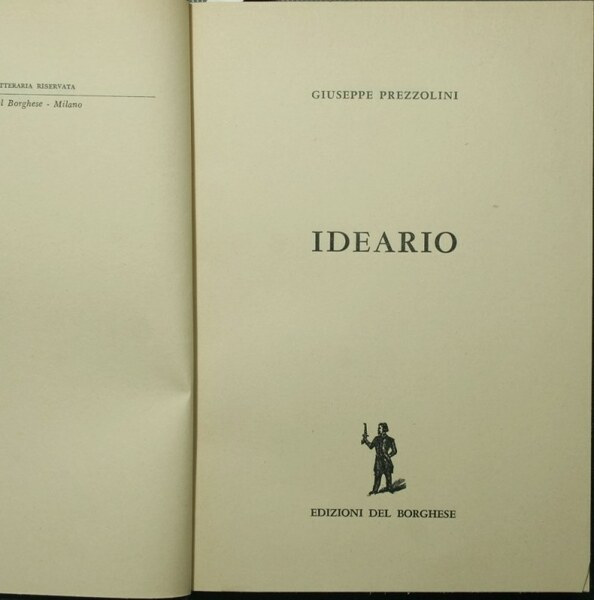 TTERARIA RISERVATA
l Borghese - Milano
GIUSEPPE PREZZOLINI
IDEARIO
EDIZIONI DEL BORGHESE